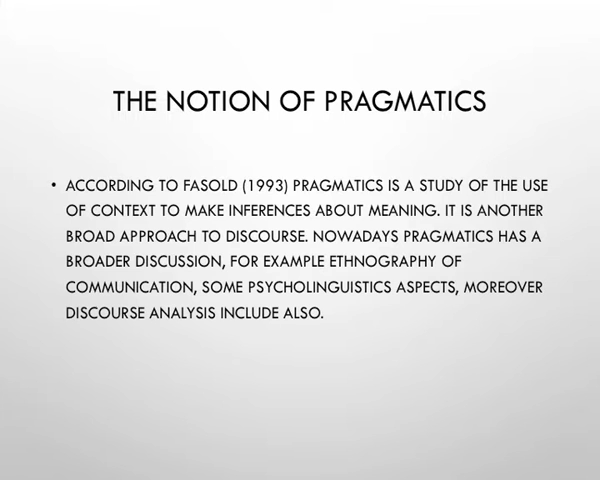 THE NOTION OF PRAGMATICS
• ACCORDING TO FASOLD (1993) PRAGMATICS IS A STUDY OF THE USE
OF CONTEXT TO MAKE INFERENCES ABOUT MEANING. IT IS ANOTHER
BROAD APPROACH TO DISCOURSE. NOWADAYS PRAGMATICS HAS A
BROADER DISCUSSION, FOR EXAMPLE ETHNOGRAPHY OF
COMMUNICATION, SOME PSYCHOLINGUISTICS ASPECTS, MOREOVER
DISCOURSE ANALYSIS INCLUDE ALSO.